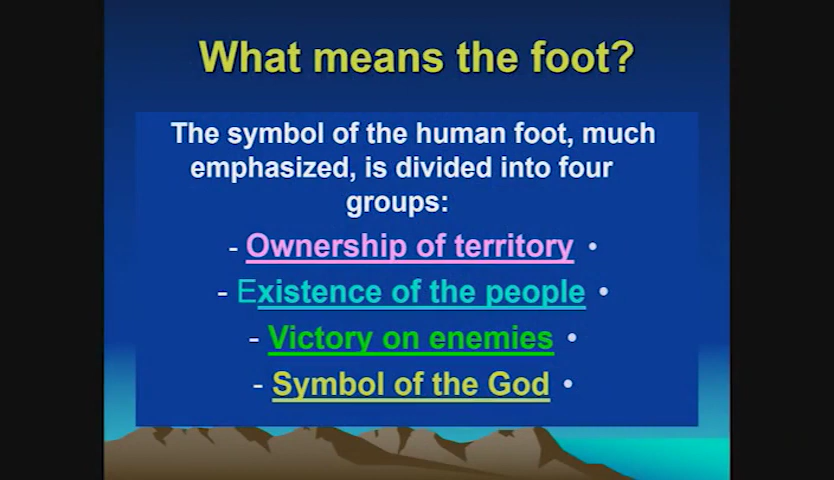 What means the foot?
The symbol of the human foot, much
emphasized, is divided into four
groups:
- Ownership of territory •
- Existence of the people •
- Victory on enemies •
- Symbol of the God •